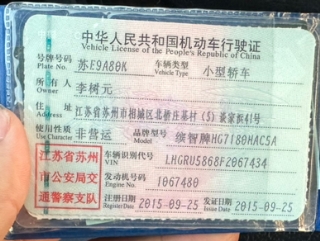 中华人民共和国机动车行驶证
Vehicle License of the People's Republic of China
号牌号码 苏E9A80K 车辆类型 小型轿车
Plate No. Vehicle Type
所有人 李树元
Owner
住址 江苏省苏州市相城区北桥庄基村(5)谈家振41号
Address
使用性质 非营运 品牌型号 缤智牌HG7180HAC5A
Use Character Model
江苏省苏州
市公安局交
通警察支队
车辆识别代号 LHGRU5868F2067434
VIN
发动机号码 1067480
Engine No.
注册日期 2015-09-25 发证日期 2015-09-25
Register Date Issue Date